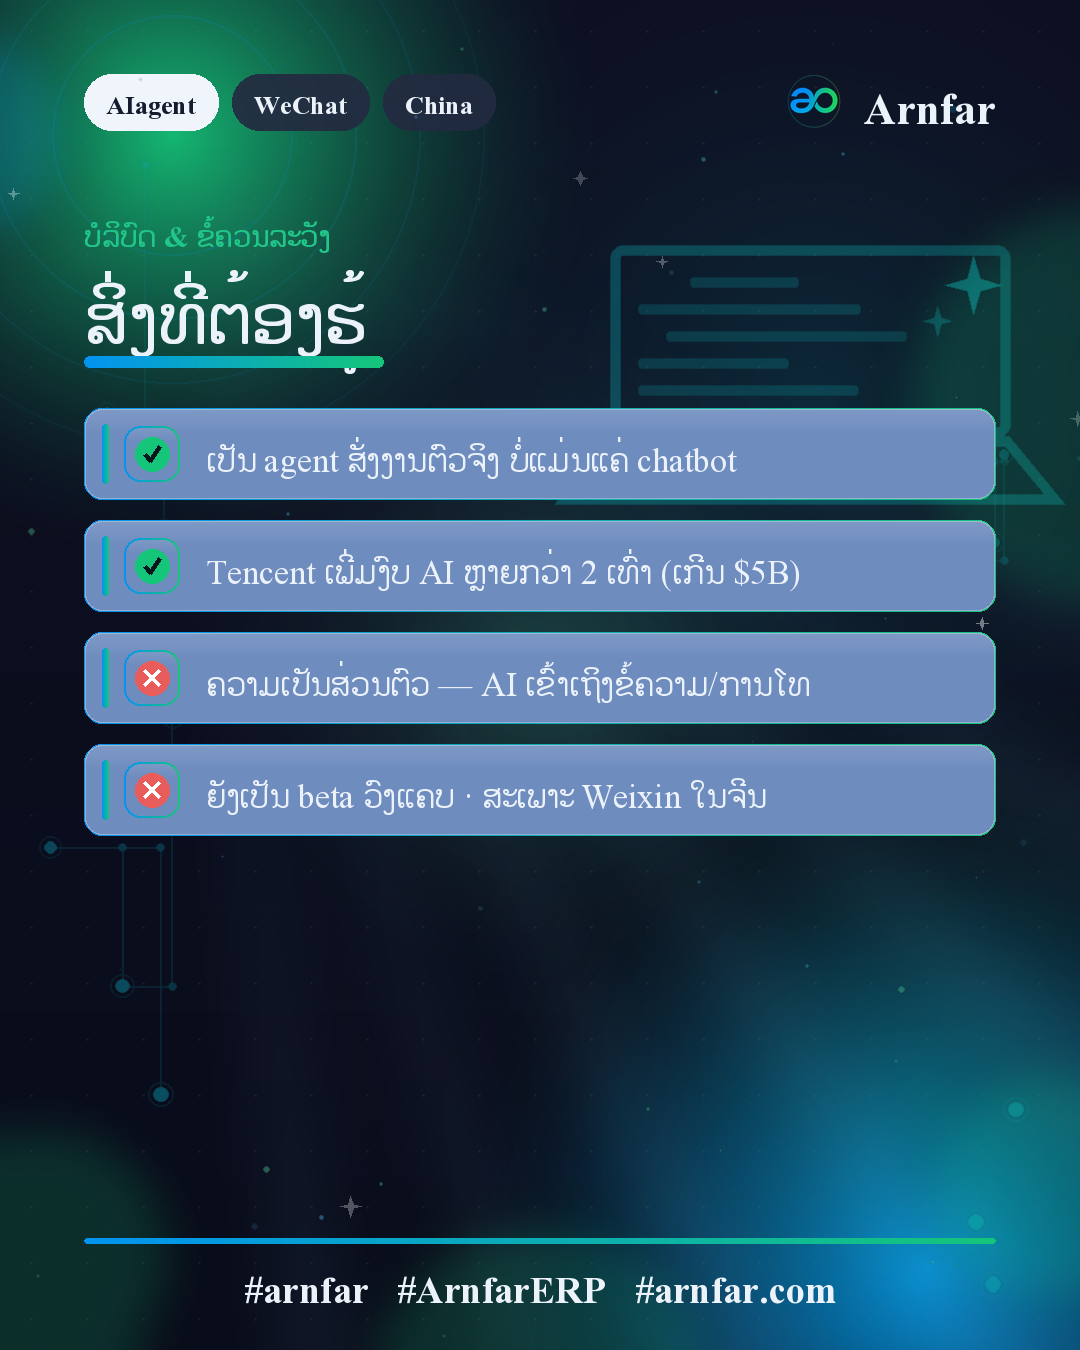 AIagent WeChat China
Arnfar
ບໍລິບົດ & ຂໍ້ຄວນລະວັງ
ສິ່ງທີ່ຕ້ອງຮູ້
ເປັນ agent ສັ່ງງານຕົວຈິງ ບໍ່ແມ່ນແຄ່ chatbot
Tencent ເພີ່ມງົບ AI ຫຼາຍກວ່າ 2 ເທົ່າ (ເກີນ $5B)
ຄວາມເປັນສ່ວນຕົວ — AI ເຂົ້າເຖິງຂໍ້ຄວາມ/ການໂທ
ຍັງເປັນ beta ວົງແຄບ · ສະເພາະ Weixin ໃນຈີນ
#arnfar #ArnfarERP #arnfar.com